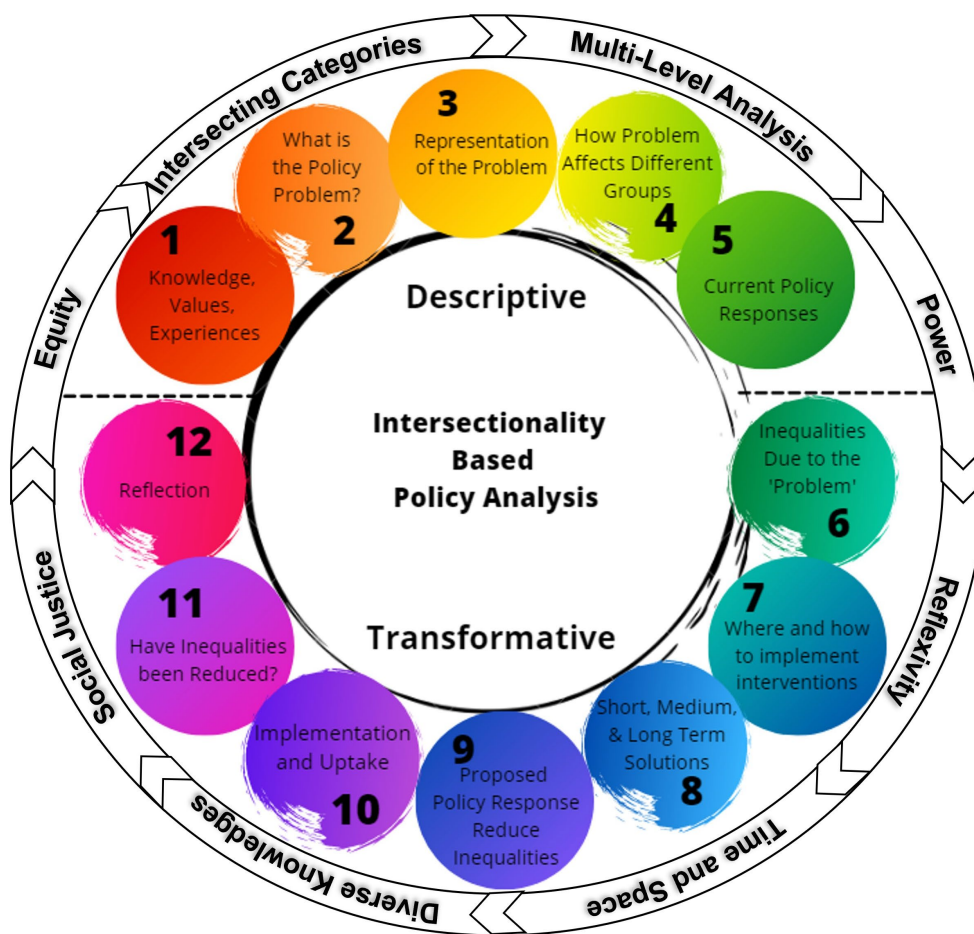 Intersecting Categories
Multi-Level Analysis
Power
Reflexivity
Time and Space
Diverse Knowledges
Social Justice
Equity
1
Knowledge,
Values,
Experiences
What is
the Policy
Problem?
2
3
Representation
of the Problem
How Problem
Affects Different
Groups
4
5
Current Policy
Responses
Inequalities
Due to the
'Problem'
6
7
Where and how
to implement
interventions
Short, Medium,
& Long Term
Solutions
8
9
Proposed
Policy Response
Reduce
Inequalities
Implementation
and Uptake
10
11
Have Inequalities
been Reduced?
12
Reflection
Descriptive
Intersectionality
Based
Policy Analysis
Transformative